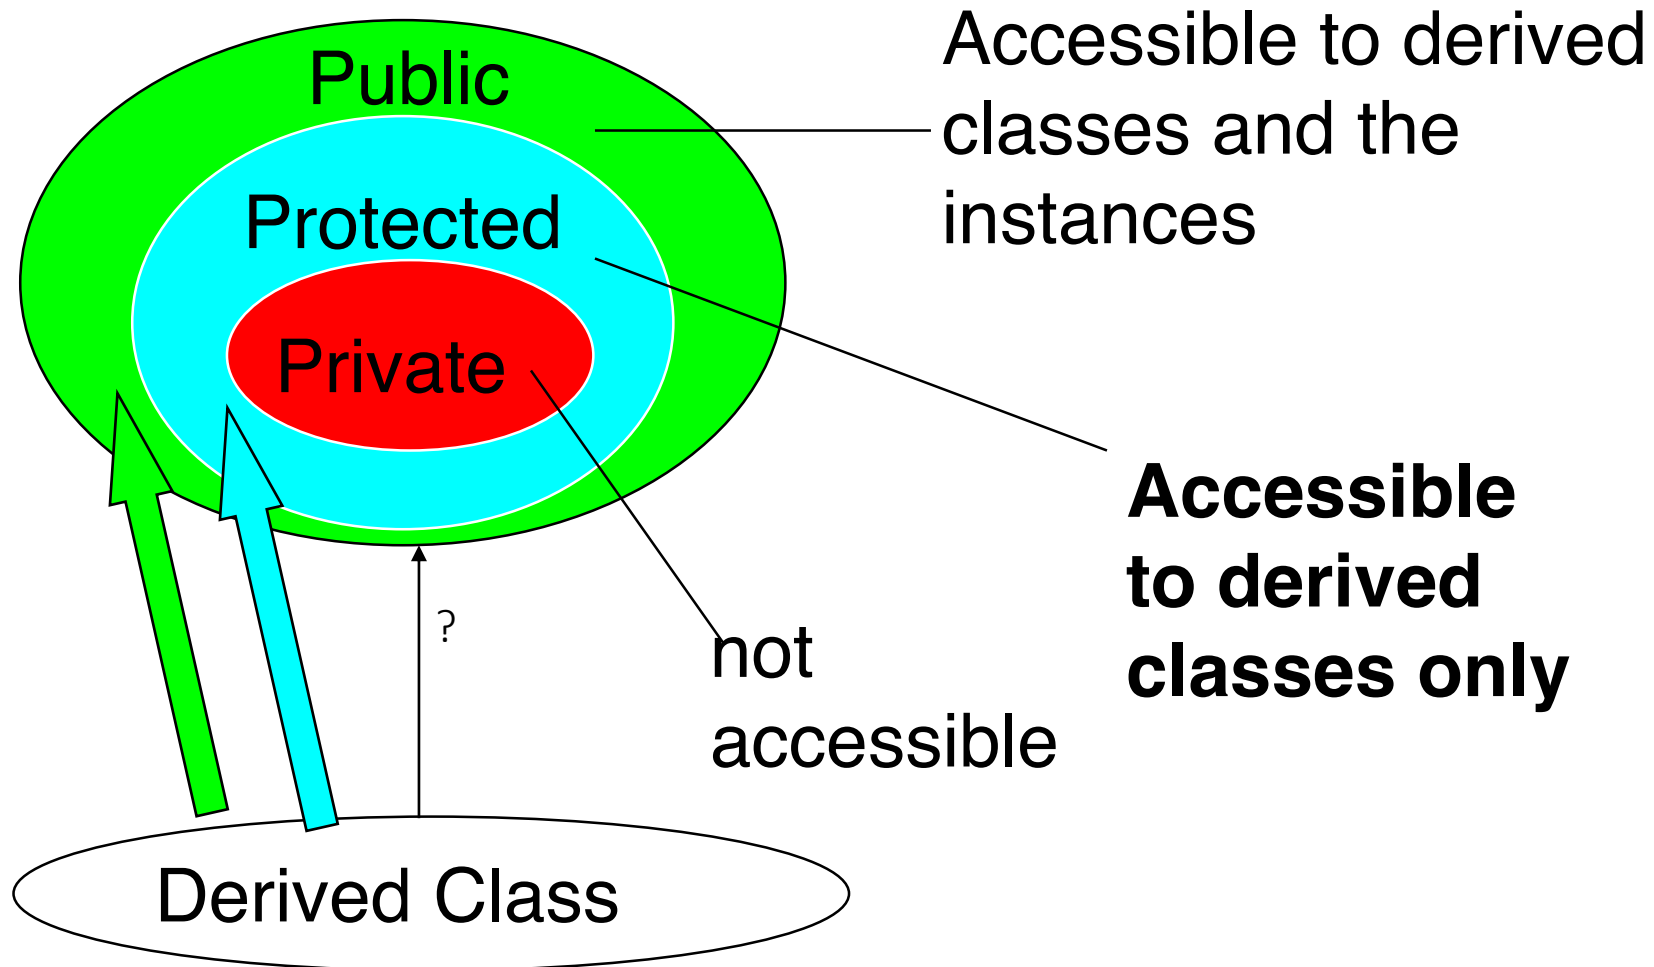 Public
Protected
Private
Accessible to derived
classes and the
instances
Accessible
to derived
classes only
?
not
accessible
Derived Class